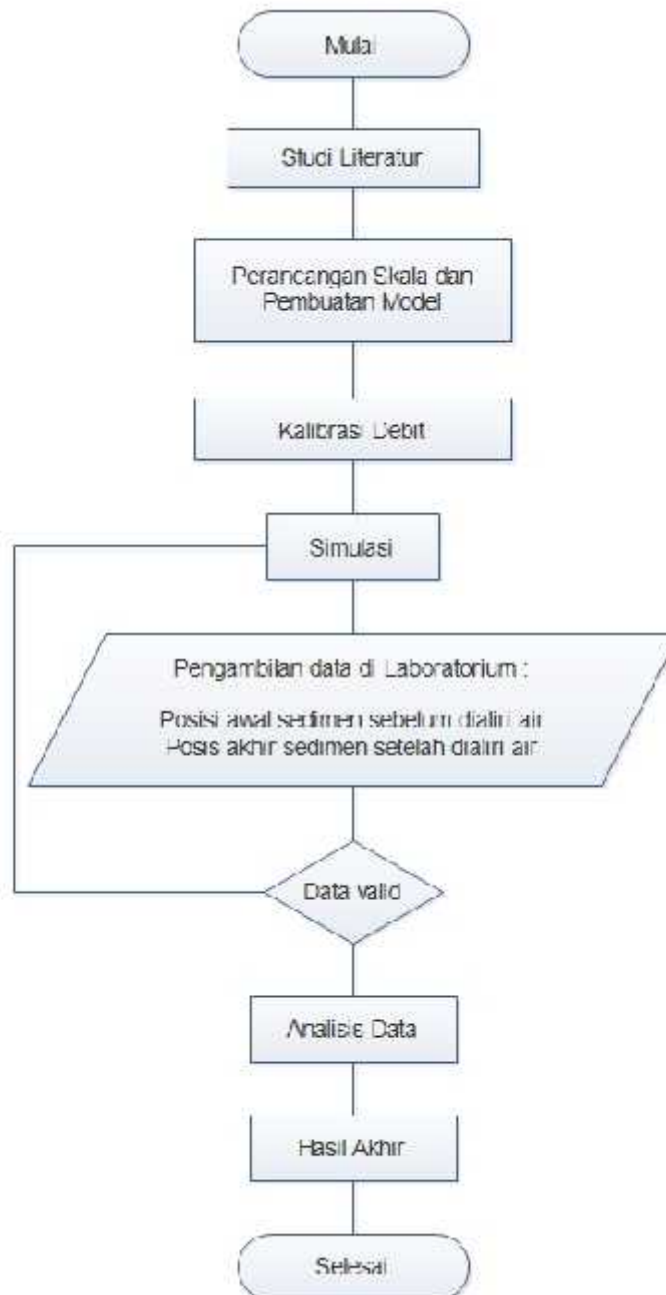 Mulai
Studi Literatur
Perancangan Skala dan
Pembuatan Model
Kalibrasi Debit
Simulasi
Pengambilan data di Laboratorium :
Posisi awal sedimen sebelum dialiri air
Posis akhir sedimen setelah dialiri air
Data valid
Analisis Data
Hasil Akhir
Selesai